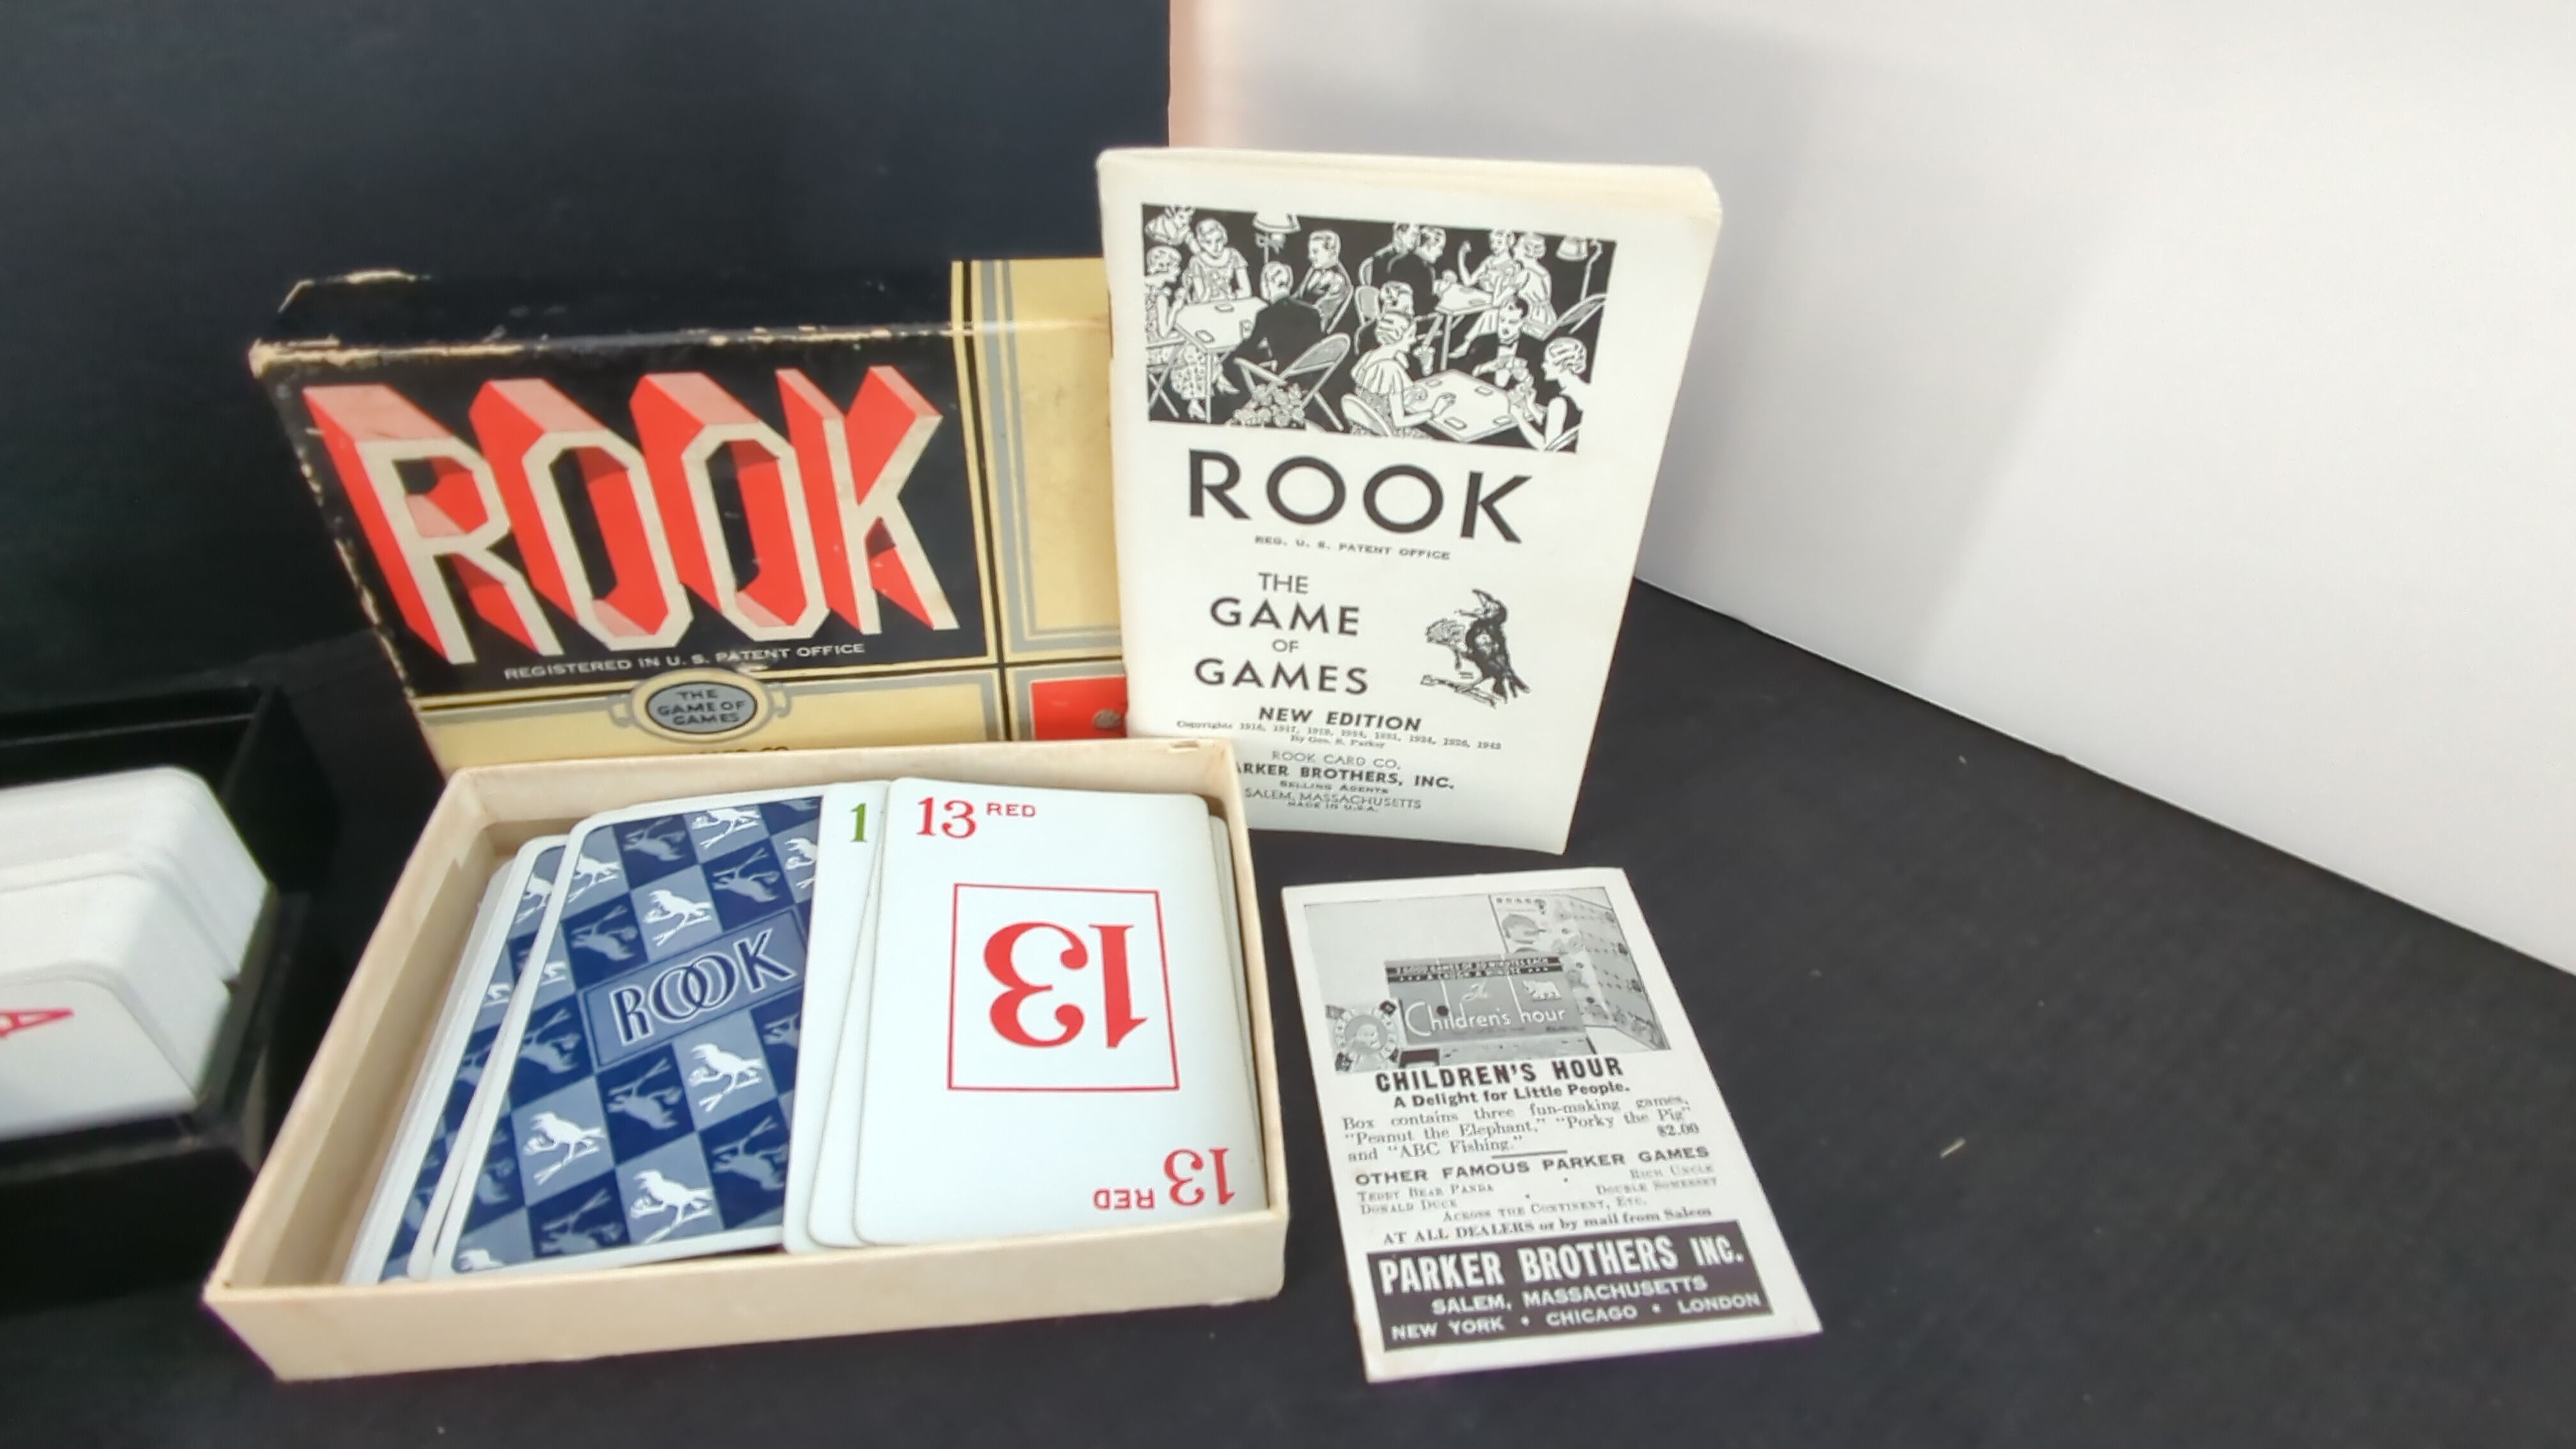 ROOK
REGISTERED IN U. S. PATENT OFFICE
THE
GAME OF
GAMES
ROOK
REG. U. S. PATENT OFFICE
THE
GAME
OF
GAMES
NEW EDITION
By Geo. S. Parker
ROOK CARD CO.
ARKER BROTHERS, INC.
SELLING AGENTS
SALEM, MASSACHUSETTS
MADE IN U.S.A.
1
13 RED
13
13 RED
ROOK
The
Children's hour
CHILDREN'S HOUR
A Delight for Little People.
Box contains three fun-making games,
"Peanut the Elephant," "Porky the Pig"
and "ABC Fishing." $2.00
OTHER FAMOUS PARKER GAMES
TEDDY BEAR PANDA · RICH UNCLE
DONALD DUCK · DOUBLE SOMERSET
ACROSS THE CONTINENT, ETC.
AT ALL DEALERS or by mail from Salem
PARKER BROTHERS INC.
SALEM, MASSACHUSETTS
NEW YORK • CHICAGO • LONDON